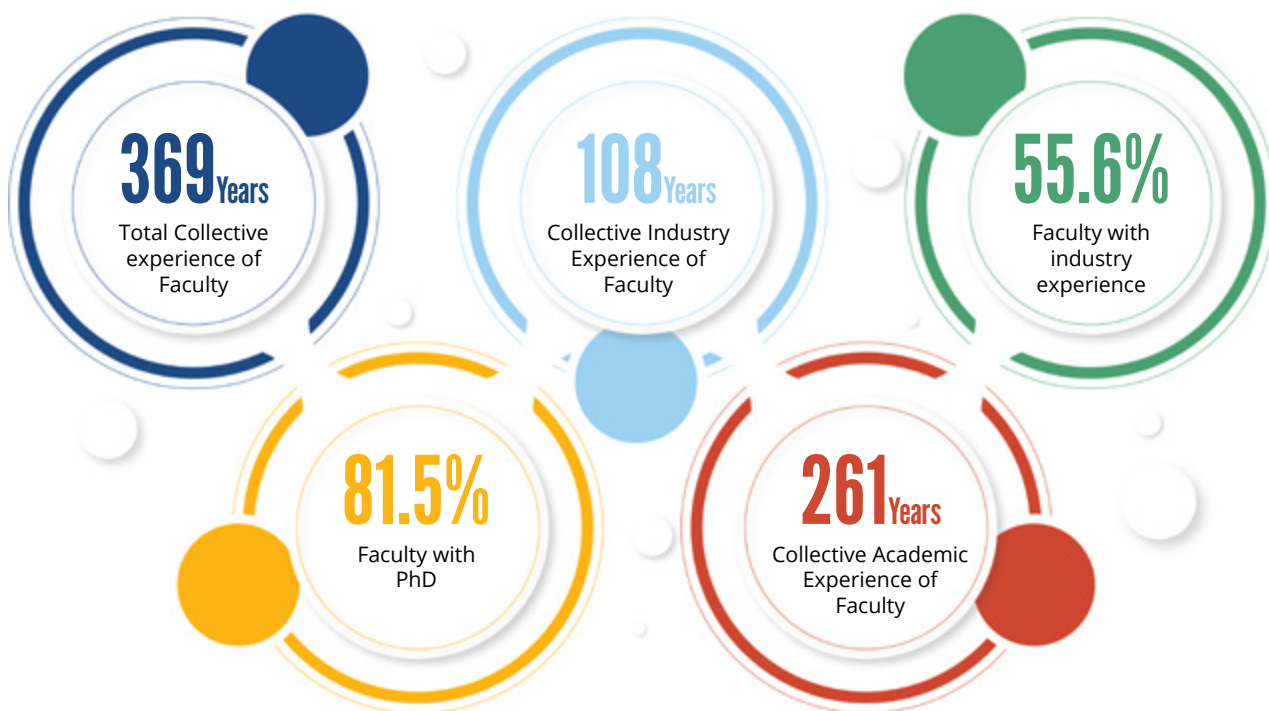 369Years
Total Collective
experience of
Faculty
108Years
Collective Industry
Experience of
Faculty
55.6%
Faculty with
industry
experience
81.5%
Faculty with
PhD
261Years
Collective Academic
Experience of
Faculty